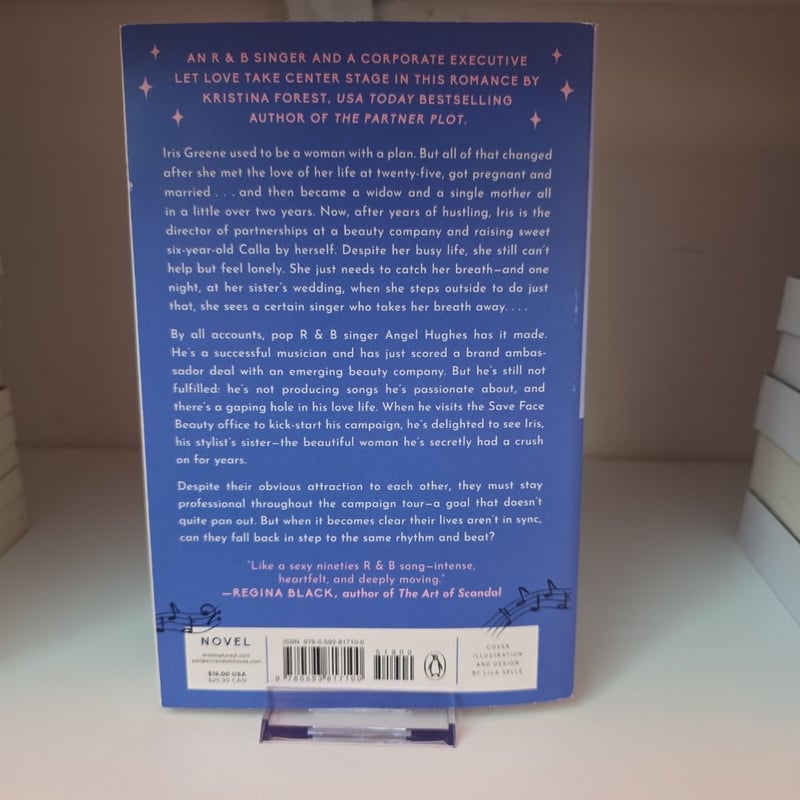 AN R & B SINGER AND A CORPORATE EXECUTIVE
LET LOVE TAKE CENTER STAGE IN THIS ROMANCE BY
KRISTINA FOREST, USA TODAY BESTSELLING
AUTHOR OF THE PARTNER PLOT.
Iris Greene used to be a woman with a plan. But all of that changed
after she met the love of her life at twenty-five, got pregnant and
married . . . and then became a widow and a single mother all
in a little over two years. Now, after years of hustling, Iris is the
director of partnerships at a beauty company and raising sweet
six-year-old Calla by herself. Despite her busy life, she still can't
help but feel lonely. She just needs to catch her breath—and one
night, at her sister's wedding, when she steps outside to do just
that, she sees a certain singer who takes her breath away. . . .
By all accounts, pop R & B singer Angel Hughes has it made.
He's a successful musician and has just scored a brand ambas-
sador deal with an emerging beauty company. But he's still not
fulfilled: he's not producing songs he's passionate about, and
there's a gaping hole in his love life. When he visits the Save Face
Beauty office to kick-start his campaign, he's delighted to see Iris,
his stylist's sister—the beautiful woman he's secretly had a crush
on for years.
Despite their obvious attraction to each other, they must stay
professional throughout the campaign tour—a goal that doesn't
quite pan out. But when it becomes clear their lives aren't in sync,
can they fall back in step to the same rhythm and beat?
"Like a sexy nineties R & B song—intense,
heartfelt, and deeply moving."
—REGINA BLACK, author of The Art of Scandal
NOVEL
kristinaforest.com
penguinrandomhouse.com
$19.00 USA
$25.99 CAN
ISBN 978-0-593-81710-0
51900
9 780593 817100
COVER
ILLUSTRATION
AND DESIGN
BY LILA SELLE